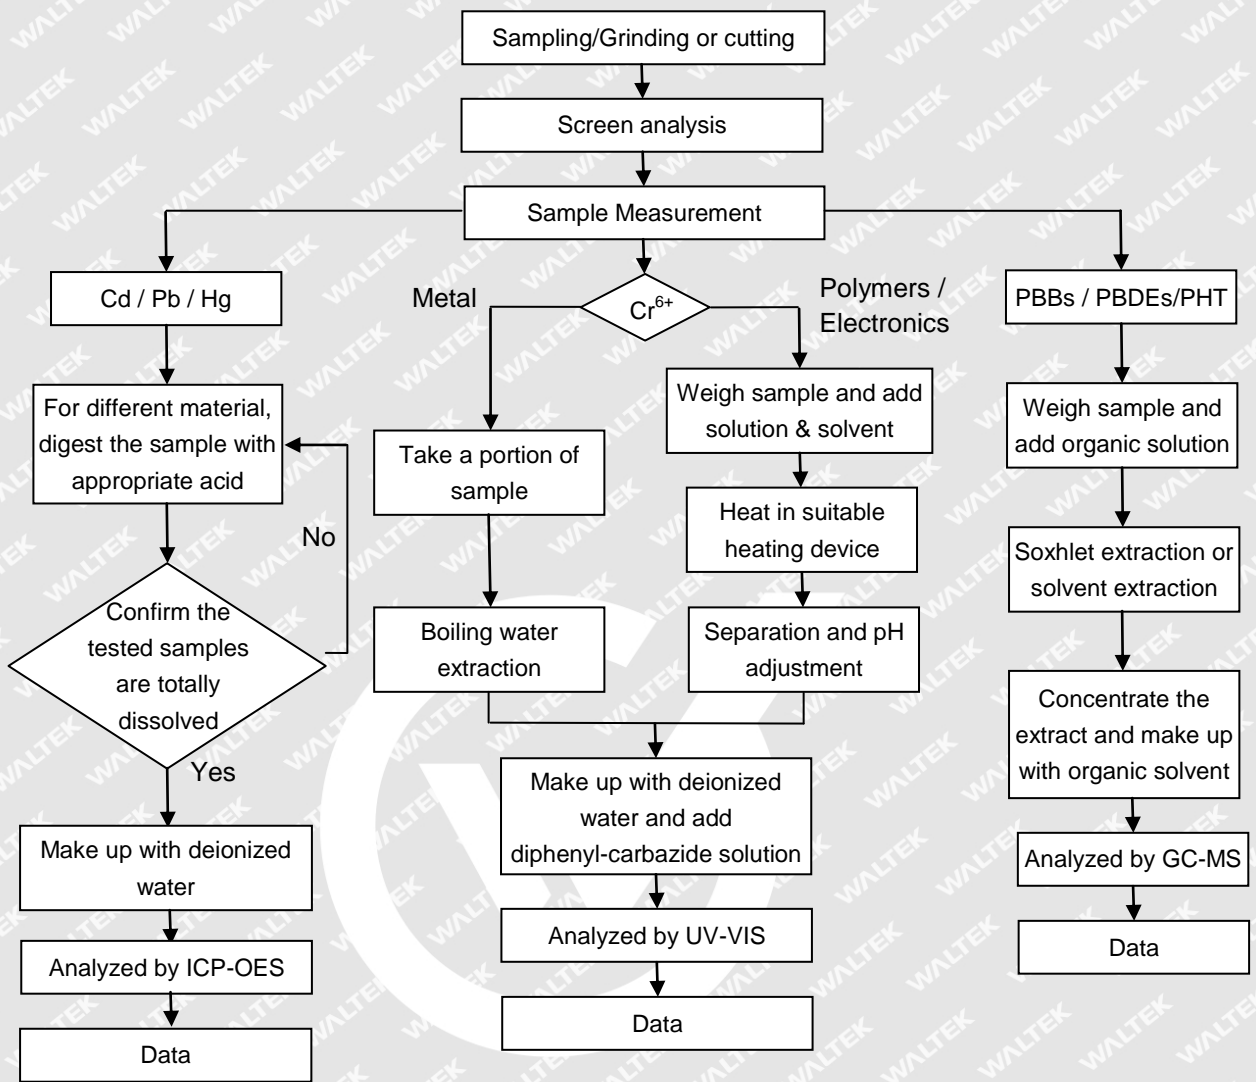 Sampling/Grinding or cutting
Screen analysis
Sample Measurement
Cd / Pb / Hg
For different material,
digest the sample with
appropriate acid
No
Confirm the
tested samples
are totally
dissolved
Yes
Make up with deionized
water
Analyzed by ICP-OES
Data
Cr6+
Metal
Take a portion of
sample
Boiling water
extraction
Polymers /
Electronics
Weigh sample and add
solution & solvent
Heat in suitable
heating device
Separation and pH
adjustment
Make up with deionized
water and add
diphenyl-carbazide solution
Analyzed by UV-VIS
Data
PBBs / PBDEs/PHT
Weigh sample and
add organic solution
Soxhlet extraction or
solvent extraction
Concentrate the
extract and make up
with organic solvent
Analyzed by GC-MS
Data
WALTEK